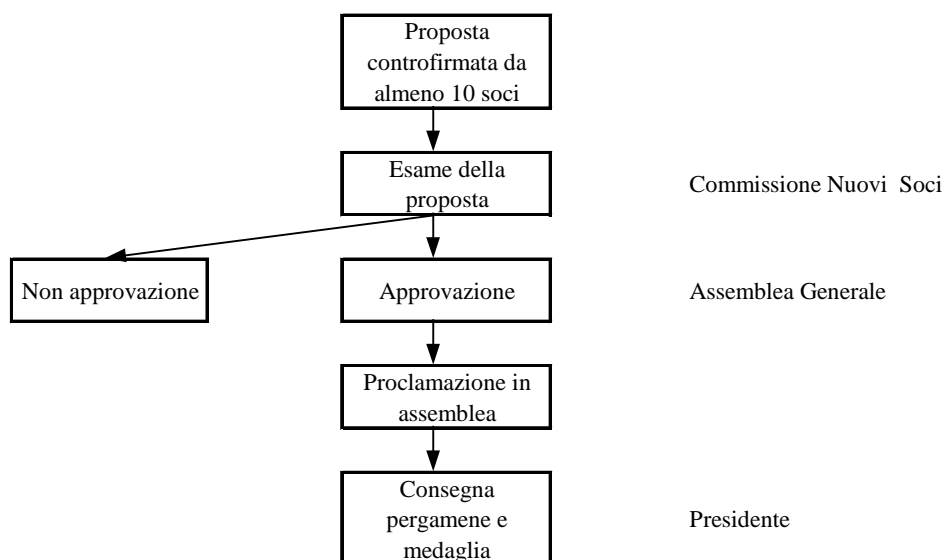 Proposta
controfirmata da
almeno 10 soci
Esame della
proposta
Commissione Nuovi Soci
Non approvazione
Approvazione
Assemblea Generale
Proclamazione in
assemblea
Consegna
pergamene e
medaglia
Presidente